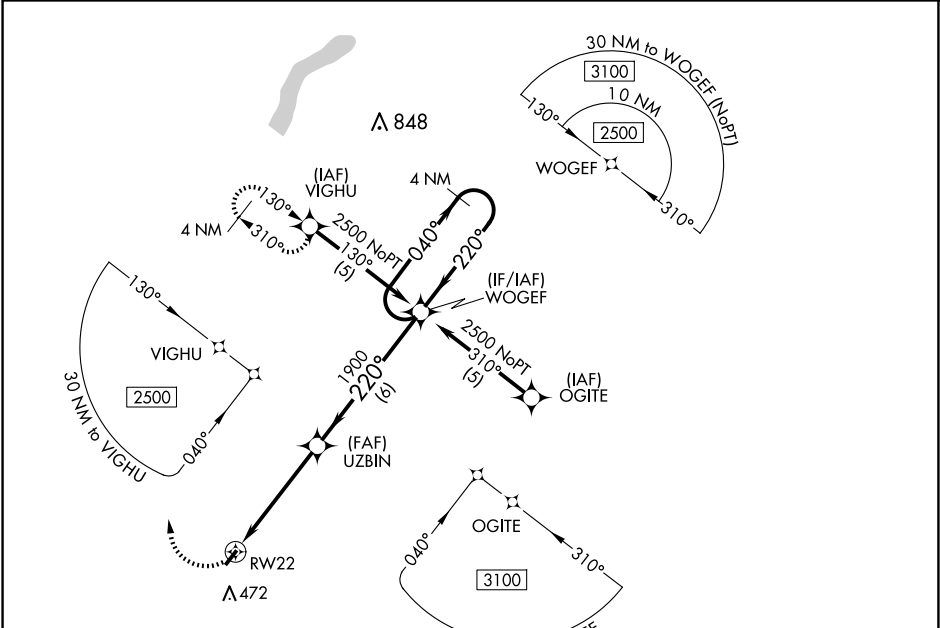 30 NM to WOGEF (NoPT)
3100
10 NM
2500
130°
WOGEF
310°
848
(IAF)
VIGHU
130°
310°
4 NM
4 NM
2500 NoPT
130°
(5)
040°
220°
(IF/IAF)
WOGEF
2500 NoPT
310°
(5)
(IAF)
OGITE
1900
220°
(6)
(FAF)
UZBIN
130°
VIGHU
2500
040°
30 NM to VIGHU
RW22
472
OGITE
040°
310°
3100